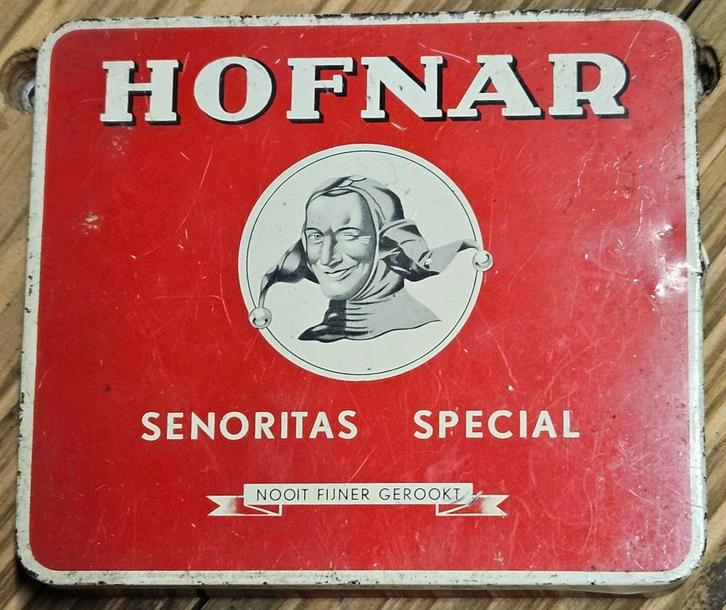 HOFNAR
SENORITAS SPECIAL
NOOIT FIJNER GEROOKT